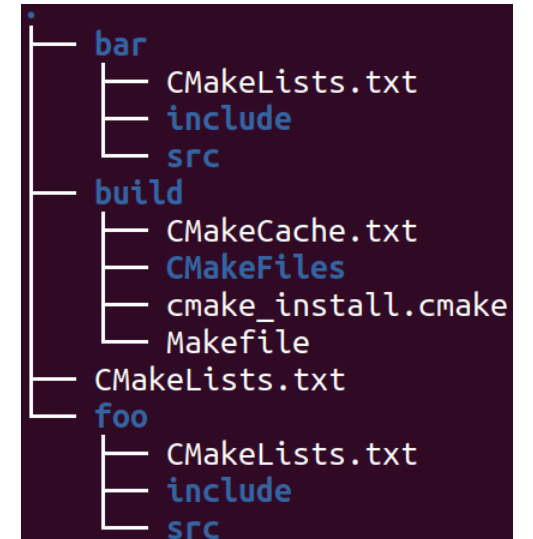 .
├── bar
│   ├── CMakeLists.txt
│   ├── include
│   └── src
├── build
│   ├── CMakeCache.txt
│   ├── CMakeFiles
│   ├── cmake_install.cmake
│   └── Makefile
├── CMakeLists.txt
└── foo
    ├── CMakeLists.txt
    ├── include
    └── src